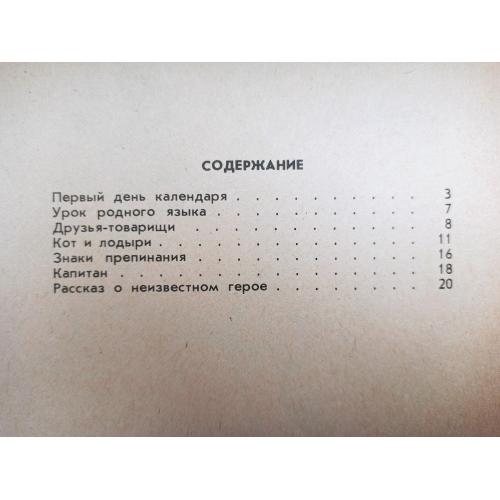 СОДЕРЖАНИЕ
Первый день календаря . . . . . . . . . . . 3
Урок родного языка . . . . . . . . . . . . 7
Друзья-товарищи . . . . . . . . . . . . . 8
Кот и лодыри . . . . . . . . . . . . . . 11
Знаки препинания . . . . . . . . . . . . . 16
Капитан . . . . . . . . . . . . . . . . 18
Рассказ о неизвестном герое . . . . . . . . . 20